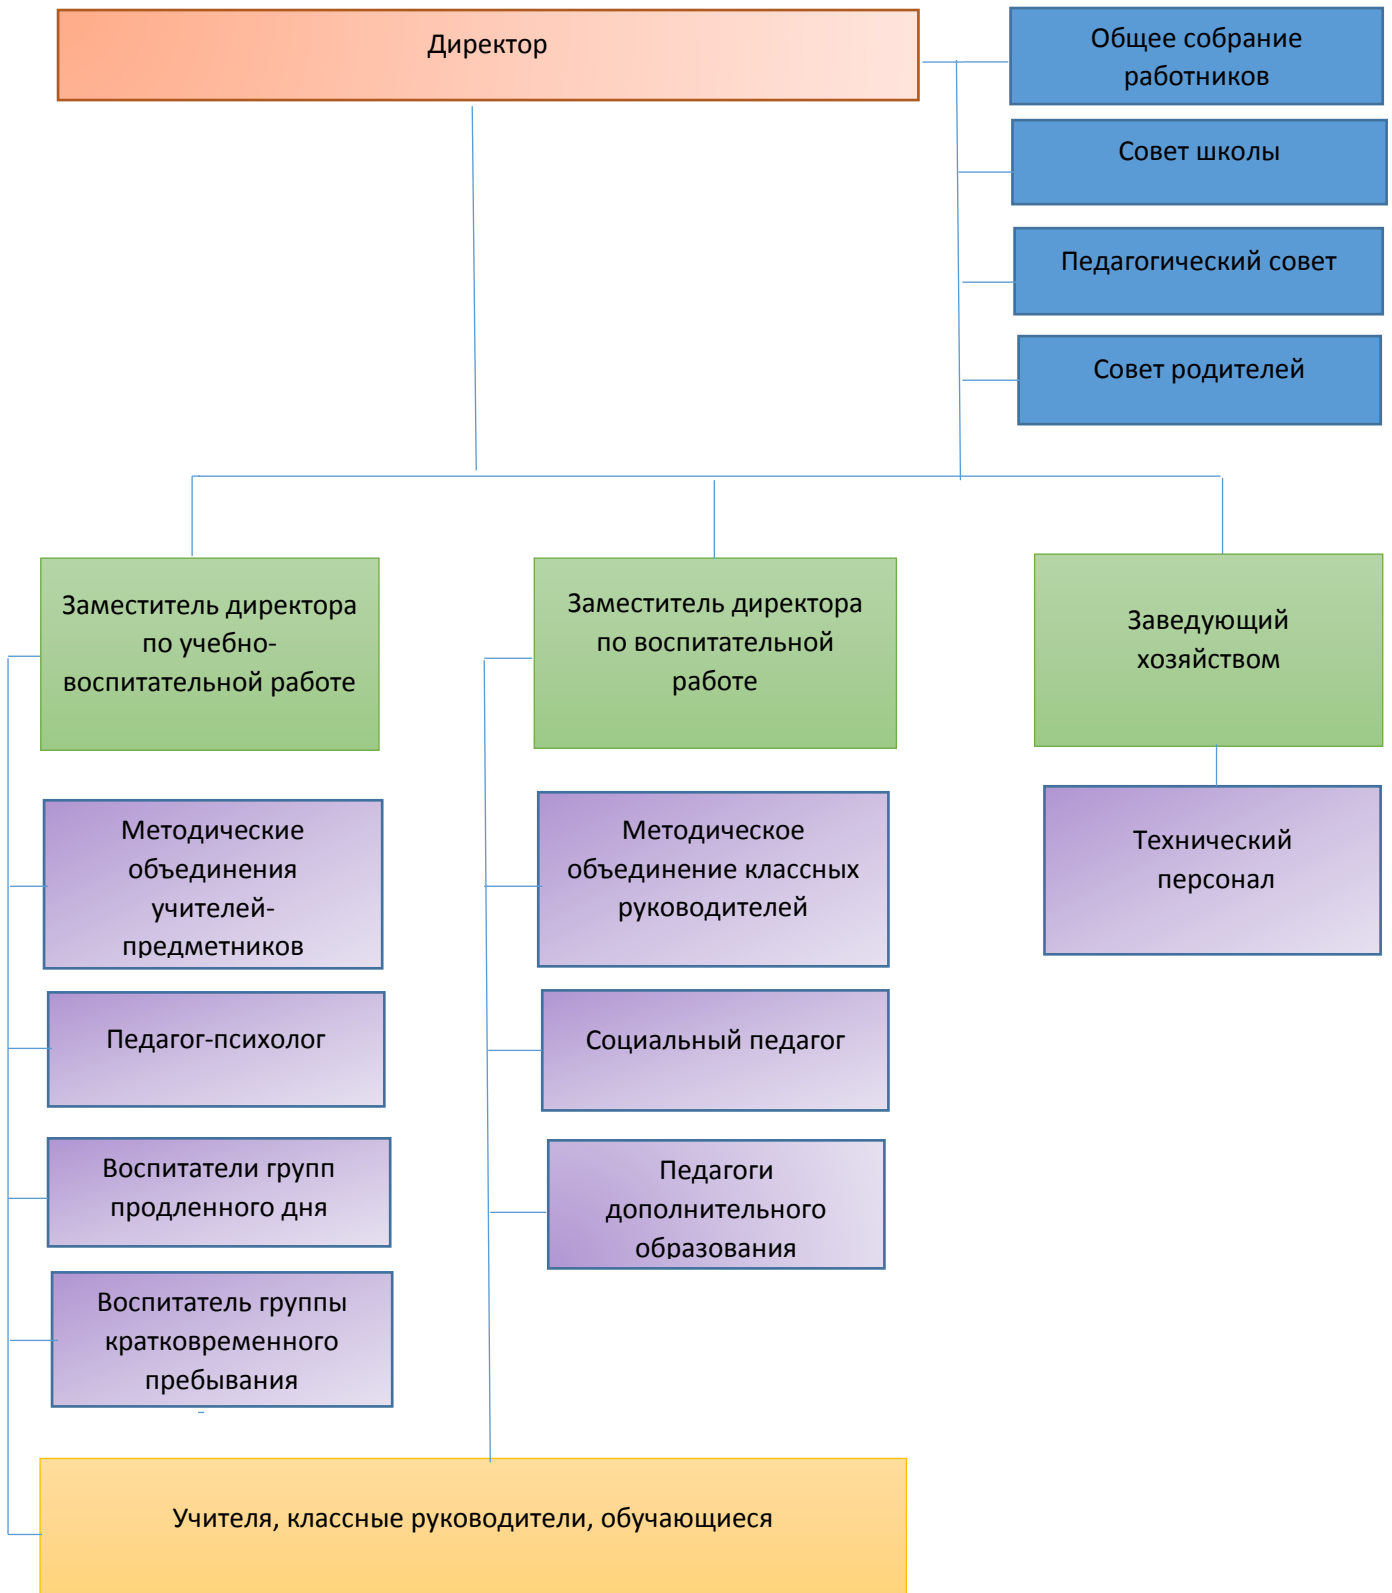 Директор
Общее собрание
работников
Совет школы
Педагогический совет
Совет родителей
Заместитель директора
по учебно-
воспитательной работе
Заместитель директора
по воспитательной
работе
Заведующий
хозяйством
Методические
объединения
учителей-
предметников
Методическое
объединение классных
руководителей
Технический
персонал
Педагог-психолог
Социальный педагог
Воспитатели групп
продленного дня
Педагоги
дополнительного
образования
Воспитатель группы
кратковременного
пребывания
Учителя, классные руководители, обучающиеся